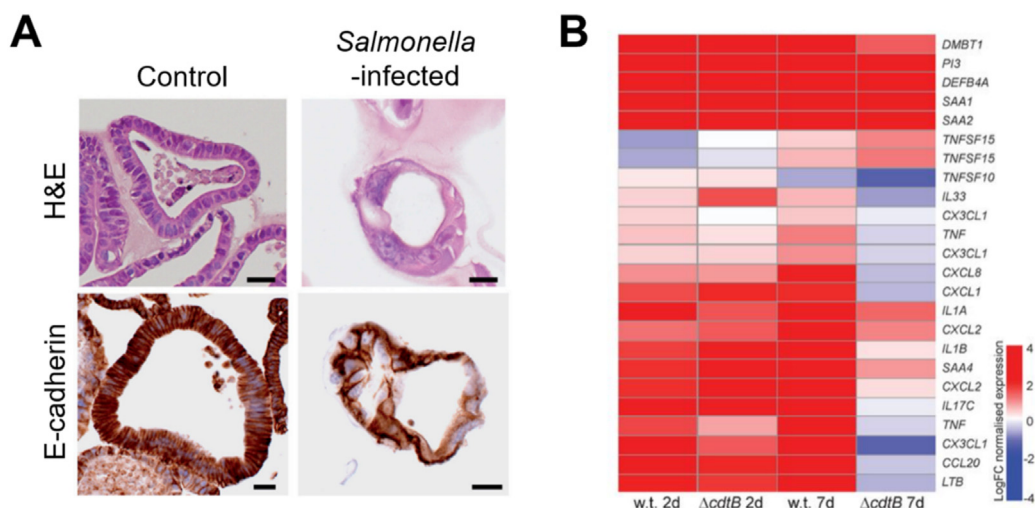 A
Control
Salmonella
-infected
H&E
E-cadherin
B
DMBT1
PI3
DEFB4A
SAA1
SAA2
TNFSF15
TNFSF15
TNFSF10
IL33
CX3CL1
TNF
CX3CL1
CXCL8
CXCL1
IL1A
CXCL2
IL1B
SAA4
CXCL2
IL17C
TNF
CX3CL1
CCL20
LTB
w.t. 2d ΔcdtB 2d w.t. 7d ΔcdtB 7d
4
2
0
-2
-4
LogFC normalised expression